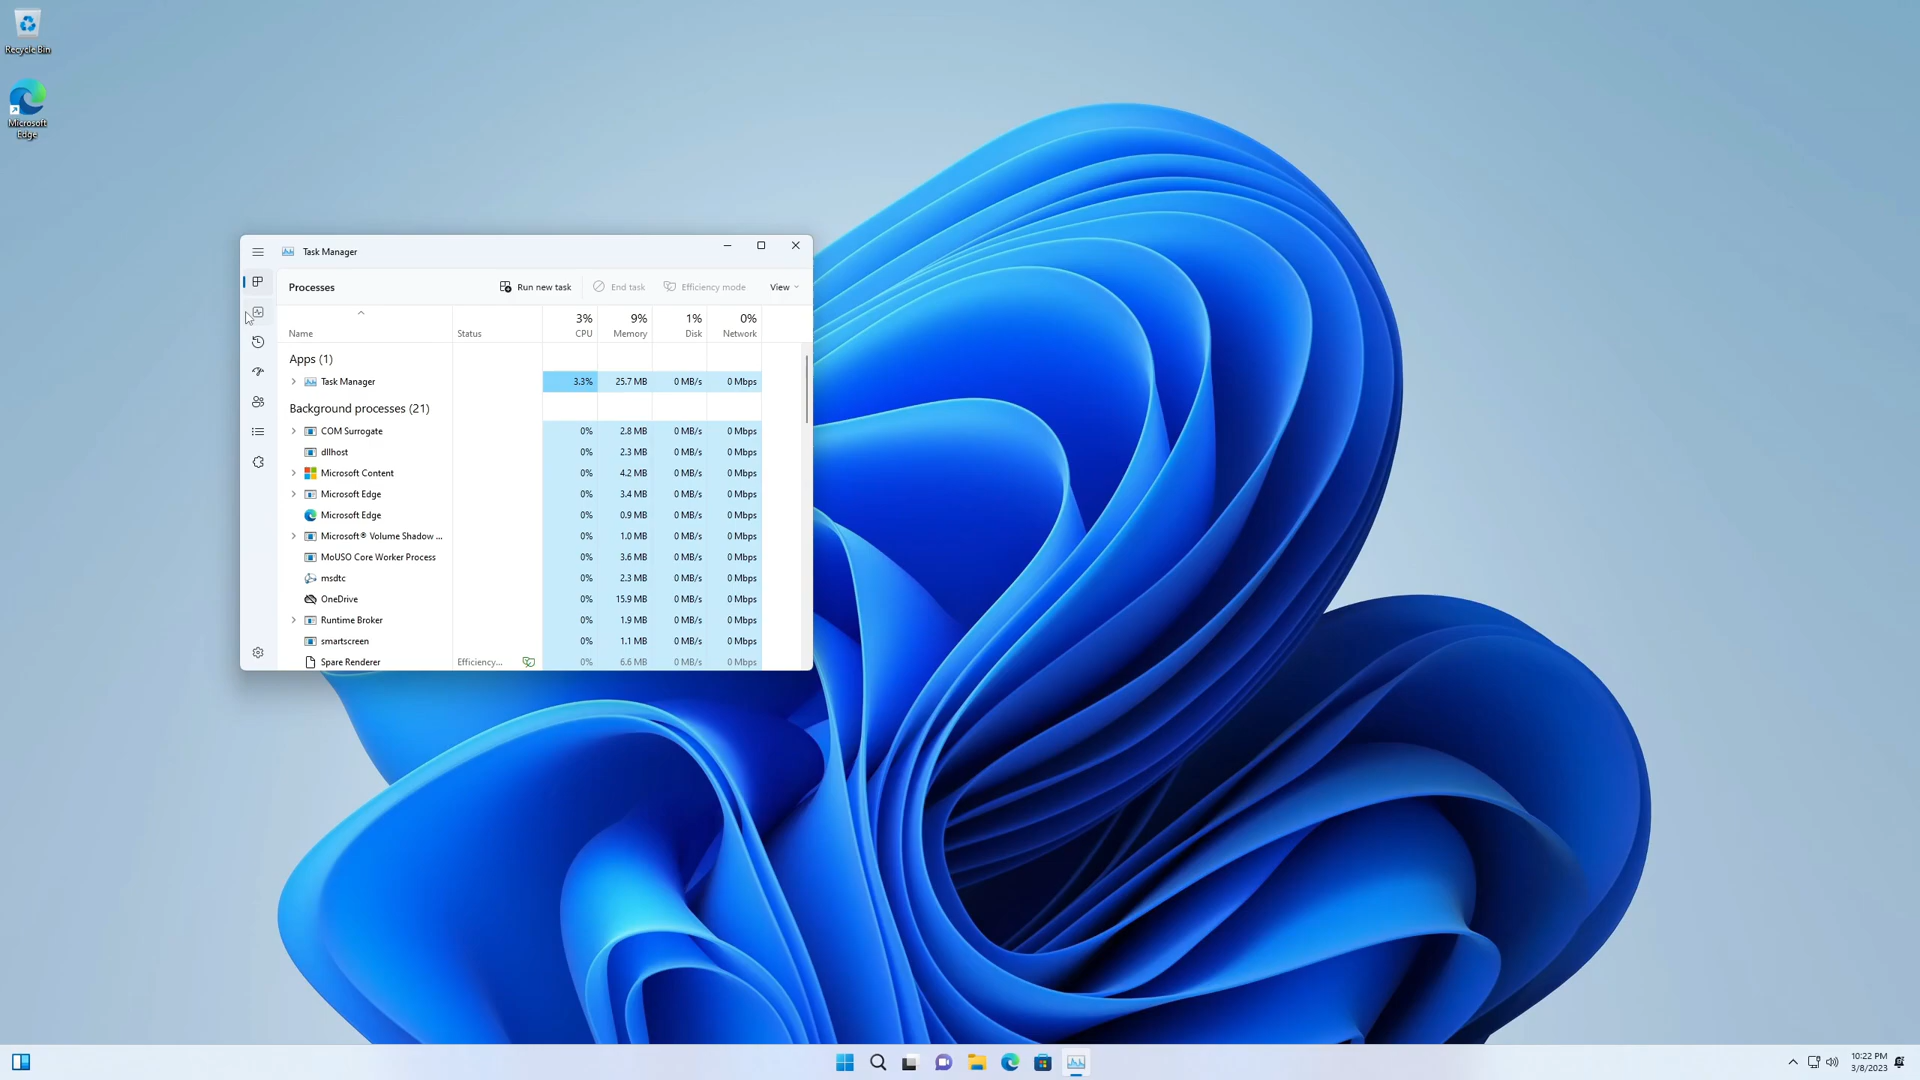 Recycle Bin
Microsoft
Edge
Task Manager
Processes
Run new task
End task
Efficiency mode
View
3%
9%
1%
0%
Name
Status
CPU
Memory
Disk
Network
Apps (1)
Task Manager 3.3% 25.7 MB 0 MB/s 0 Mbps
Background processes (21)
COM Surrogate 0% 2.8 MB 0 MB/s 0 Mbps
dllhost 0% 2.3 MB 0 MB/s 0 Mbps
Microsoft Content 0% 4.2 MB 0 MB/s 0 Mbps
Microsoft Edge 0% 3.4 MB 0 MB/s 0 Mbps
Microsoft Edge 0% 0.9 MB 0 MB/s 0 Mbps
Microsoft® Volume Shadow ... 0% 1.0 MB 0 MB/s 0 Mbps
MoUSO Core Worker Process 0% 3.6 MB 0 MB/s 0 Mbps
msdtc 0% 2.3 MB 0 MB/s 0 Mbps
OneDrive 0% 15.9 MB 0 MB/s 0 Mbps
Runtime Broker 0% 1.9 MB 0 MB/s 0 Mbps
smartscreen 0% 1.1 MB 0 MB/s 0 Mbps
Spare Renderer Efficiency... 0% 6.6 MB 0 MB/s 0 Mbps
10:22 PM
3/8/2023